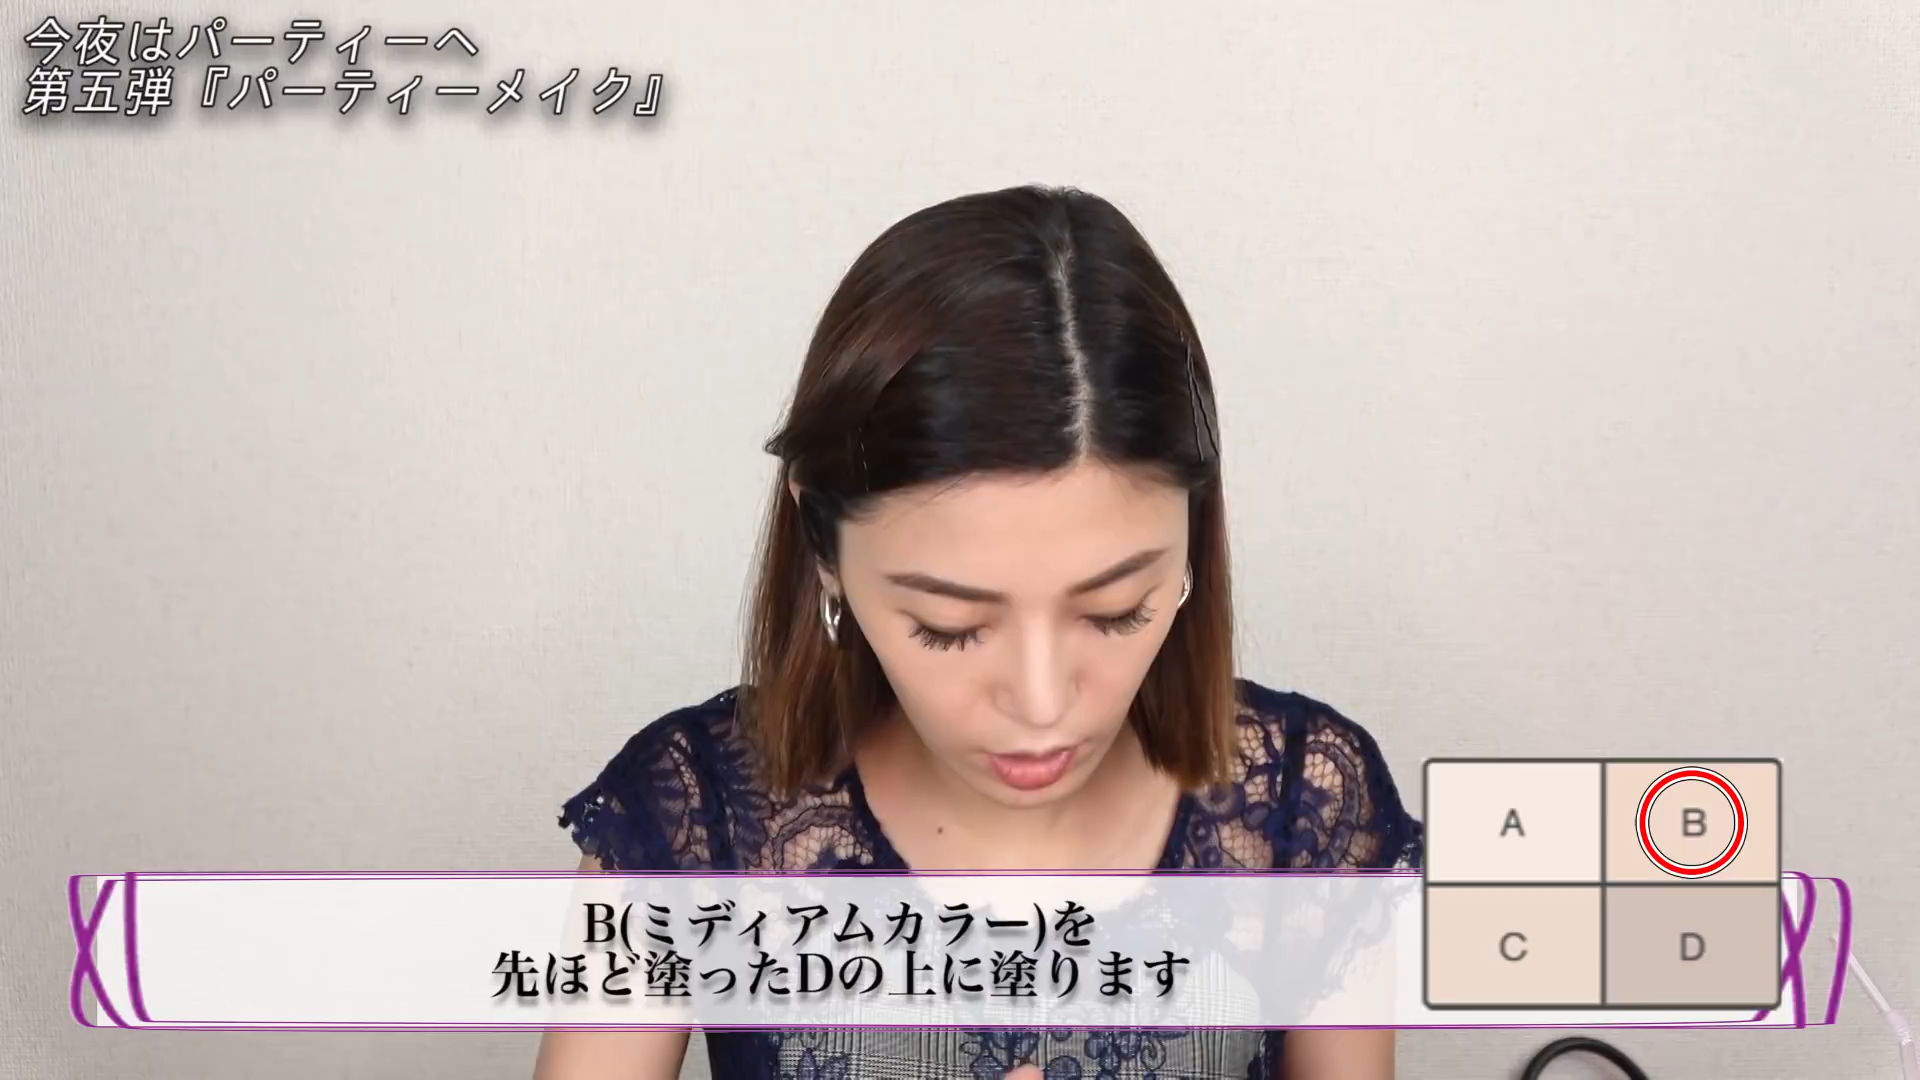 今夜はパーティーへ
第五弾『パーティーメイク』
A
B
C
D
B(ミディアムカラー)を
先ほど塗ったDの上に塗ります